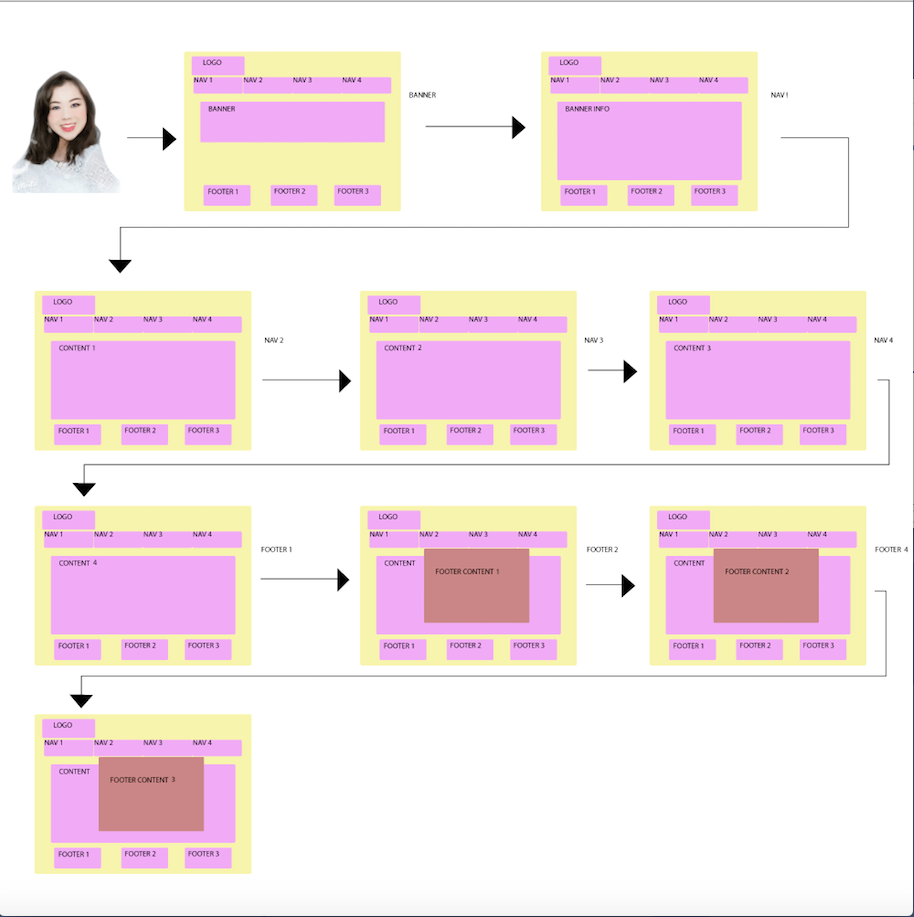 LOGO
NAV 1 NAV 2 NAV 3 NAV 4
BANNER
FOOTER 1 FOOTER 2 FOOTER 3
BANNER
LOGO
NAV 1 NAV 2 NAV 3 NAV 4
BANNER INFO
FOOTER 1 FOOTER 2 FOOTER 3
NAV I
LOGO
NAV 1 NAV 2 NAV 3 NAV 4
CONTENT 1
FOOTER 1 FOOTER 2 FOOTER 3
NAV 2
LOGO
NAV 1 NAV 2 NAV 3 NAV 4
CONTENT 2
FOOTER 1 FOOTER 2 FOOTER 3
NAV 3
LOGO
NAV 1 NAV 2 NAV 3 NAV 4
CONTENT 3
FOOTER 1 FOOTER 2 FOOTER 3
NAV 4
LOGO
NAV 1 NAV 2 NAV 3 NAV 4
CONTENT 4
FOOTER 1 FOOTER 2 FOOTER 3
FOOTER 1
LOGO
NAV 1 NAV 2 NAV 3 NAV 4
CONTENT
FOOTER CONTENT 1
FOOTER 1 FOOTER 2 FOOTER 3
FOOTER 2
LOGO
NAV 1 NAV 2 NAV 3 NAV 4
CONTENT
FOOTER CONTENT 2
FOOTER 1 FOOTER 2 FOOTER 3
FOOTER 4
LOGO
NAV 1 NAV 2 NAV 3 NAV 4
CONTENT
FOOTER CONTENT 3
FOOTER 1 FOOTER 2 FOOTER 3